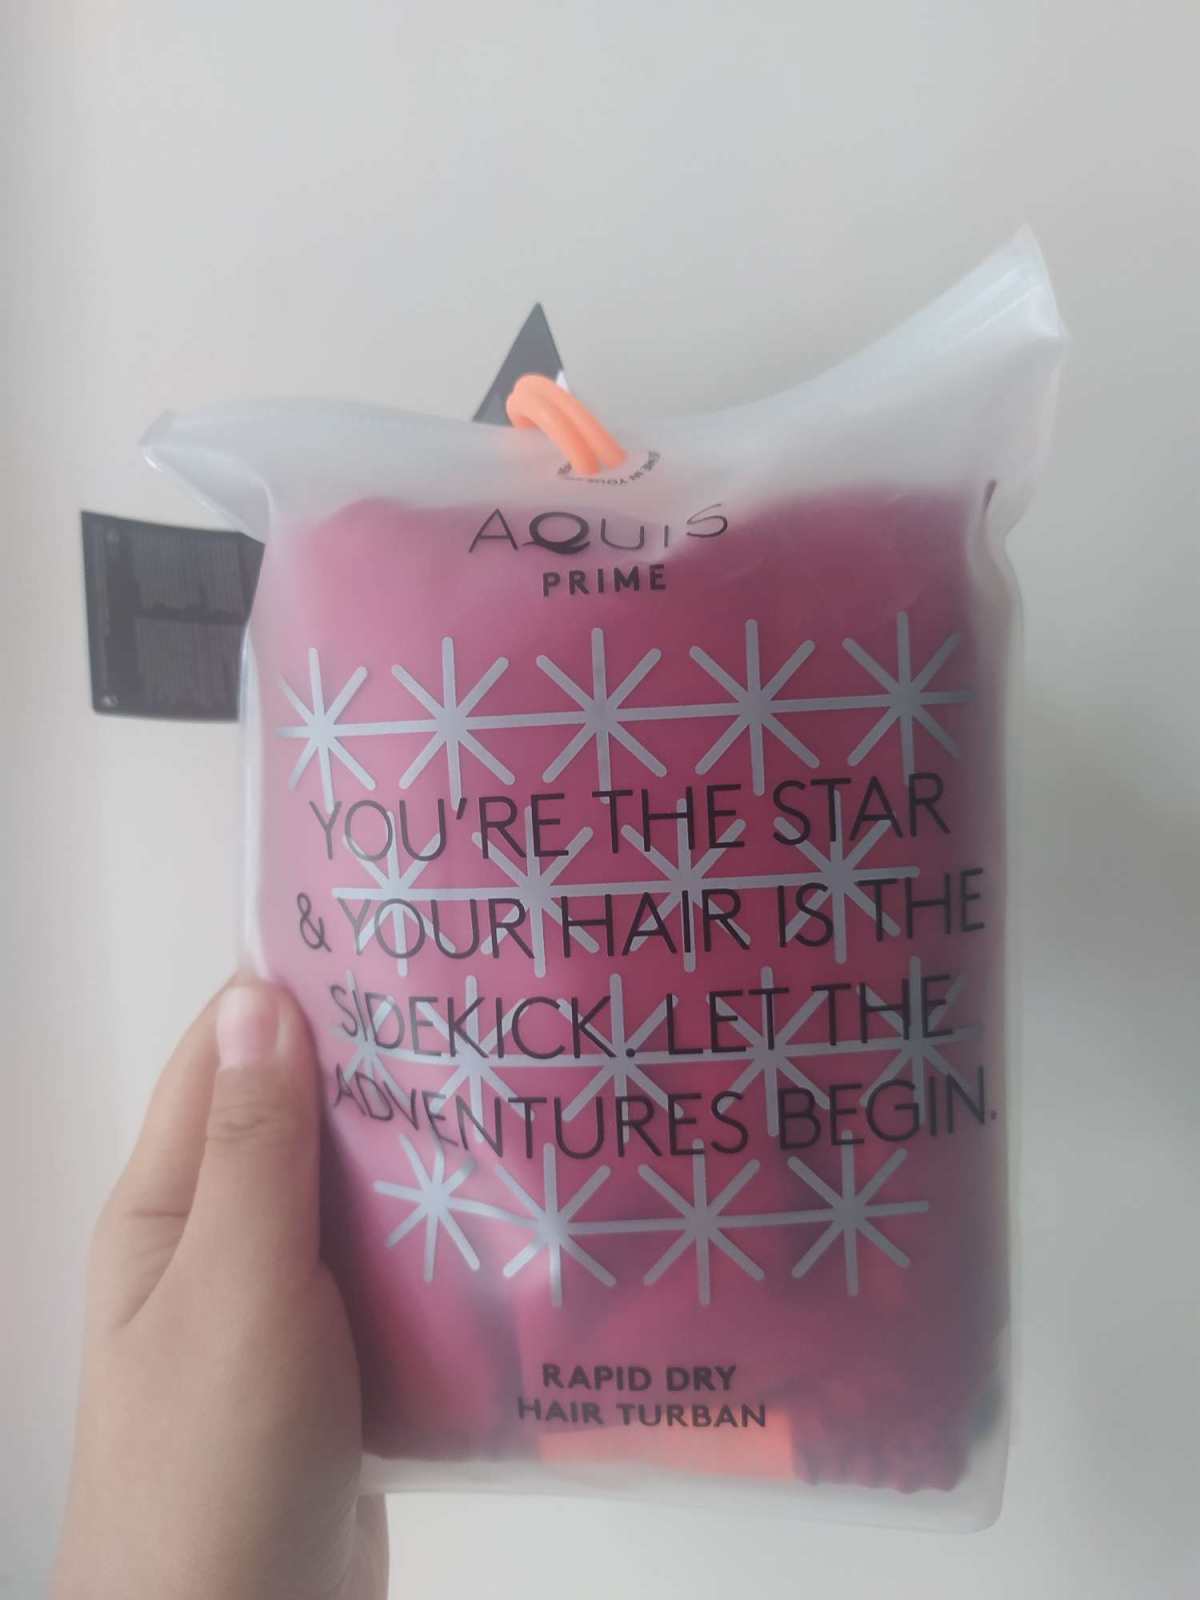 AQUIS
PRIME
YOU'RE THE STAR
& YOUR HAIR IS THE
SIDEKICK. LET THE
ADVENTURES BEGIN.
RAPID DRY
HAIR TURBAN